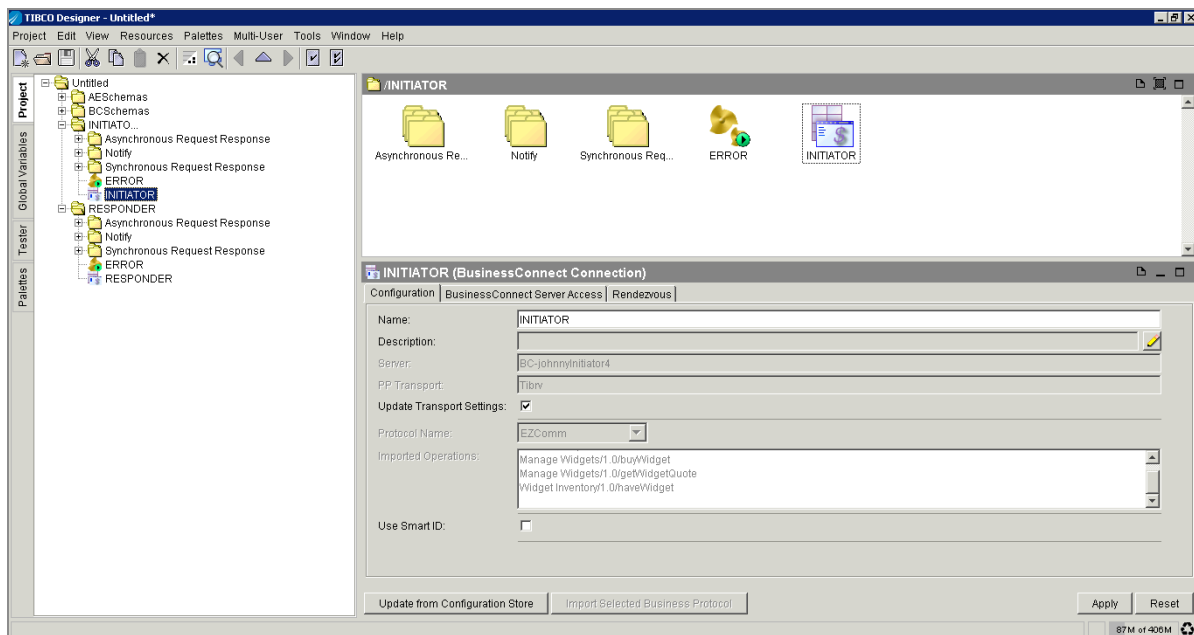 TIBCO Designer - Untitled*
Project Edit View Resources Palettes Multi-User Tools Window Help
Project
Global Variables
Tester
Palettes
Untitled
AESchemas
BCSchemas
INITIATO...
Asynchronous Request Response
Notify
Synchronous Request Response
ERROR
INITIATOR
RESPONDER
Asynchronous Request Response
Notify
Synchronous Request Response
ERROR
RESPONDER
/INITIATOR
Asynchronous Re... Notify Synchronous Req... ERROR INITIATOR
INITIATOR (BusinessConnect Connection)
Configuration BusinessConnect Server Access Rendezvous
Name: INITIATOR
Description:
Server: BC-johnnyInitiator4
PP Transport: Tibrv
Update Transport Settings:
Protocol Name: EZComm
Imported Operations: Manage Widgets/1.0/buyWidget
Manage Widgets/1.0/getWidgetQuote
Widget Inventory/1.0/haveWidget
Use Smart ID:
Update from Configuration Store Import Selected Business Protocol Apply Reset
87M of 406M